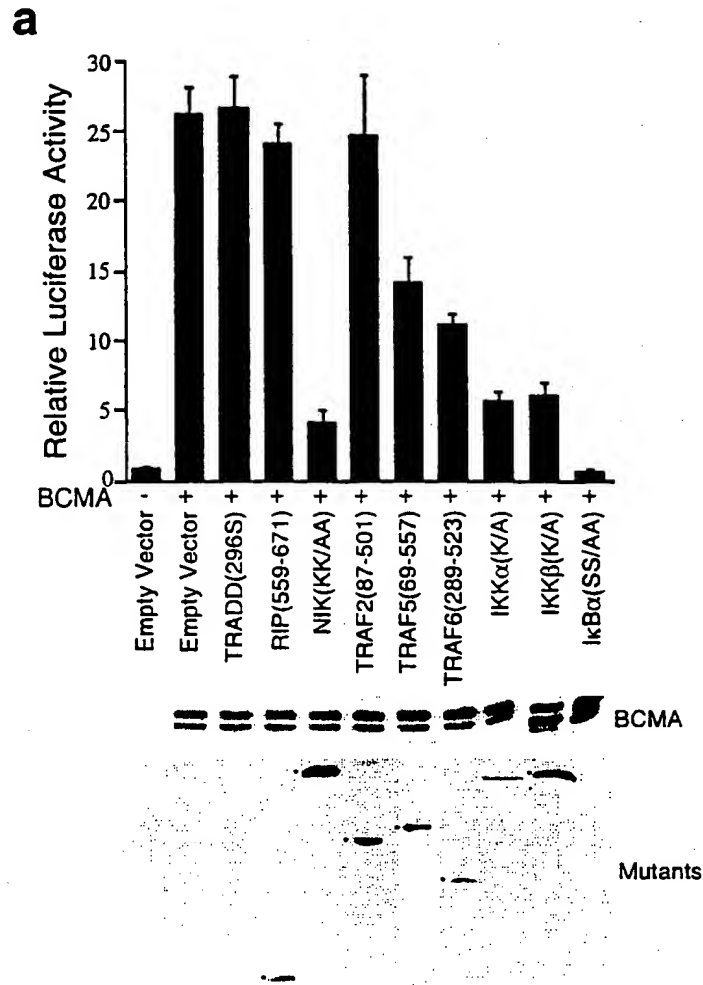 a
Relative Luciferase Activity
30
25
20
15
10
5
0
BCMA - + + + + + + + + + +
Empty Vector
Empty Vector
TRADD(296S)
RIP(559-671)
NIK(KK/AA)
TRAF2(87-501)
TRAF5(69-557)
TRAF6(289-523)
IKKα(K/A)
IKKβ(K/A)
IκBα(SS/AA)
BCMA
Mutants